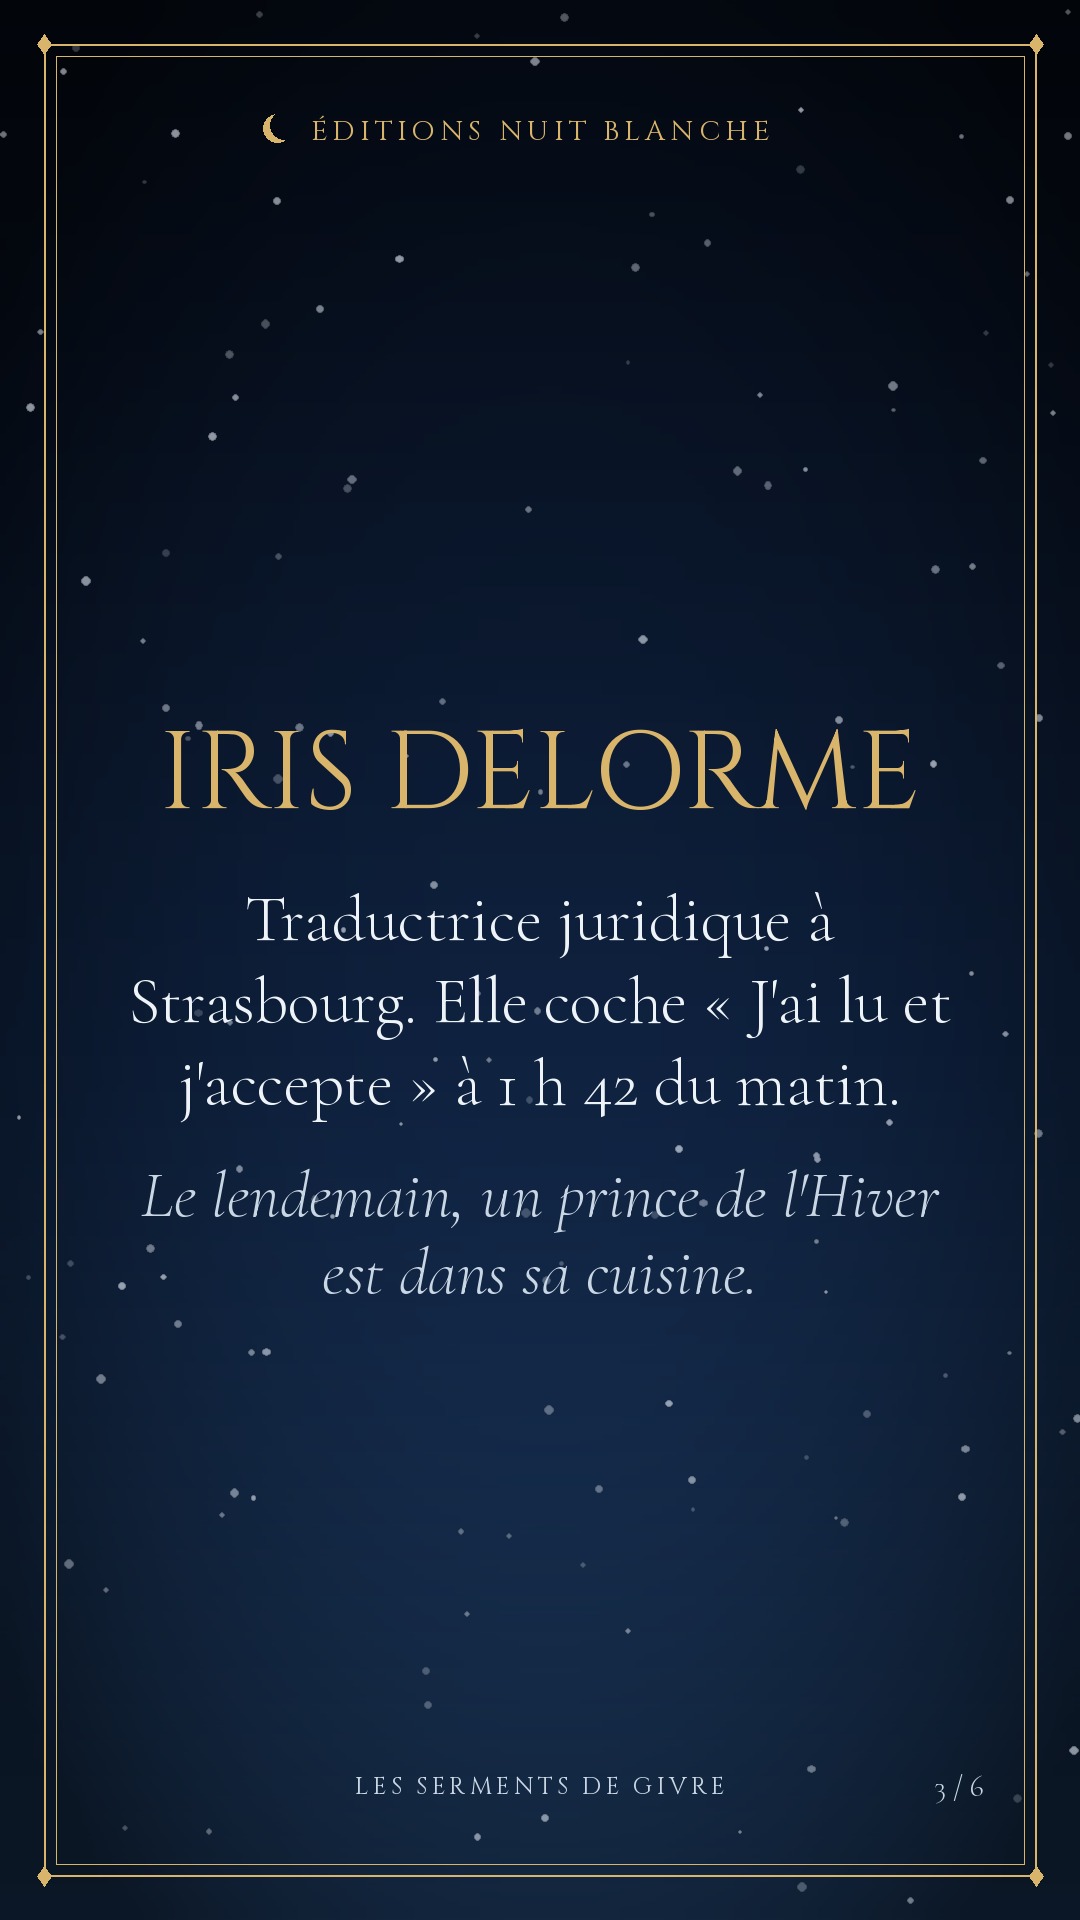 ÉDITIONS NUIT BLANCHE
IRIS DELORME
Traductrice juridique à
Strasbourg. Elle coche « J'ai lu et
j'accepte » à 1 h 42 du matin.
Le lendemain, un prince de l'Hiver
est dans sa cuisine.
LES SERMENTS DE GIVRE
3 / 6